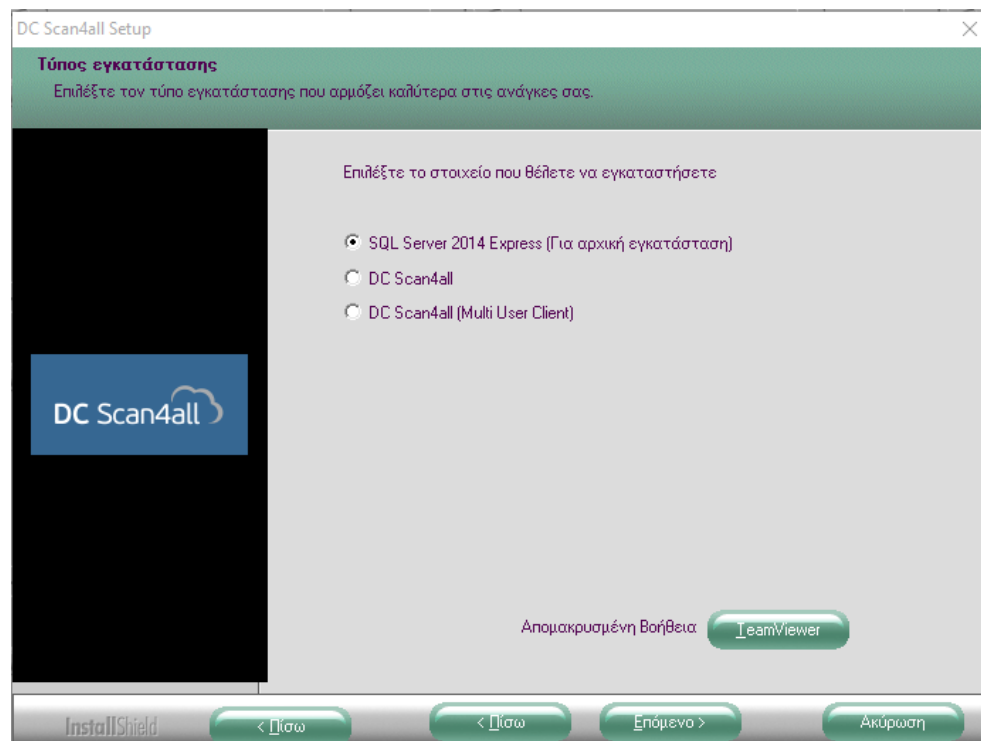 DC Scan4all Setup
Τύπος εγκατάστασης
Επιλέξτε τον τύπο εγκατάστασης που αρμόζει καλύτερα στις ανάγκες σας.
Επιλέξτε το στοιχείο που θέλετε να εγκαταστήσετε
SQL Server 2014 Express (Για αρχική εγκατάσταση)
DC Scan4all
DC Scan4all (Multi User Client)
DC Scan4all
Απομακρυσμένη Βοήθεια TeamViewer
InstallShield < Πίσω < Πίσω Επόμενο > Ακύρωση